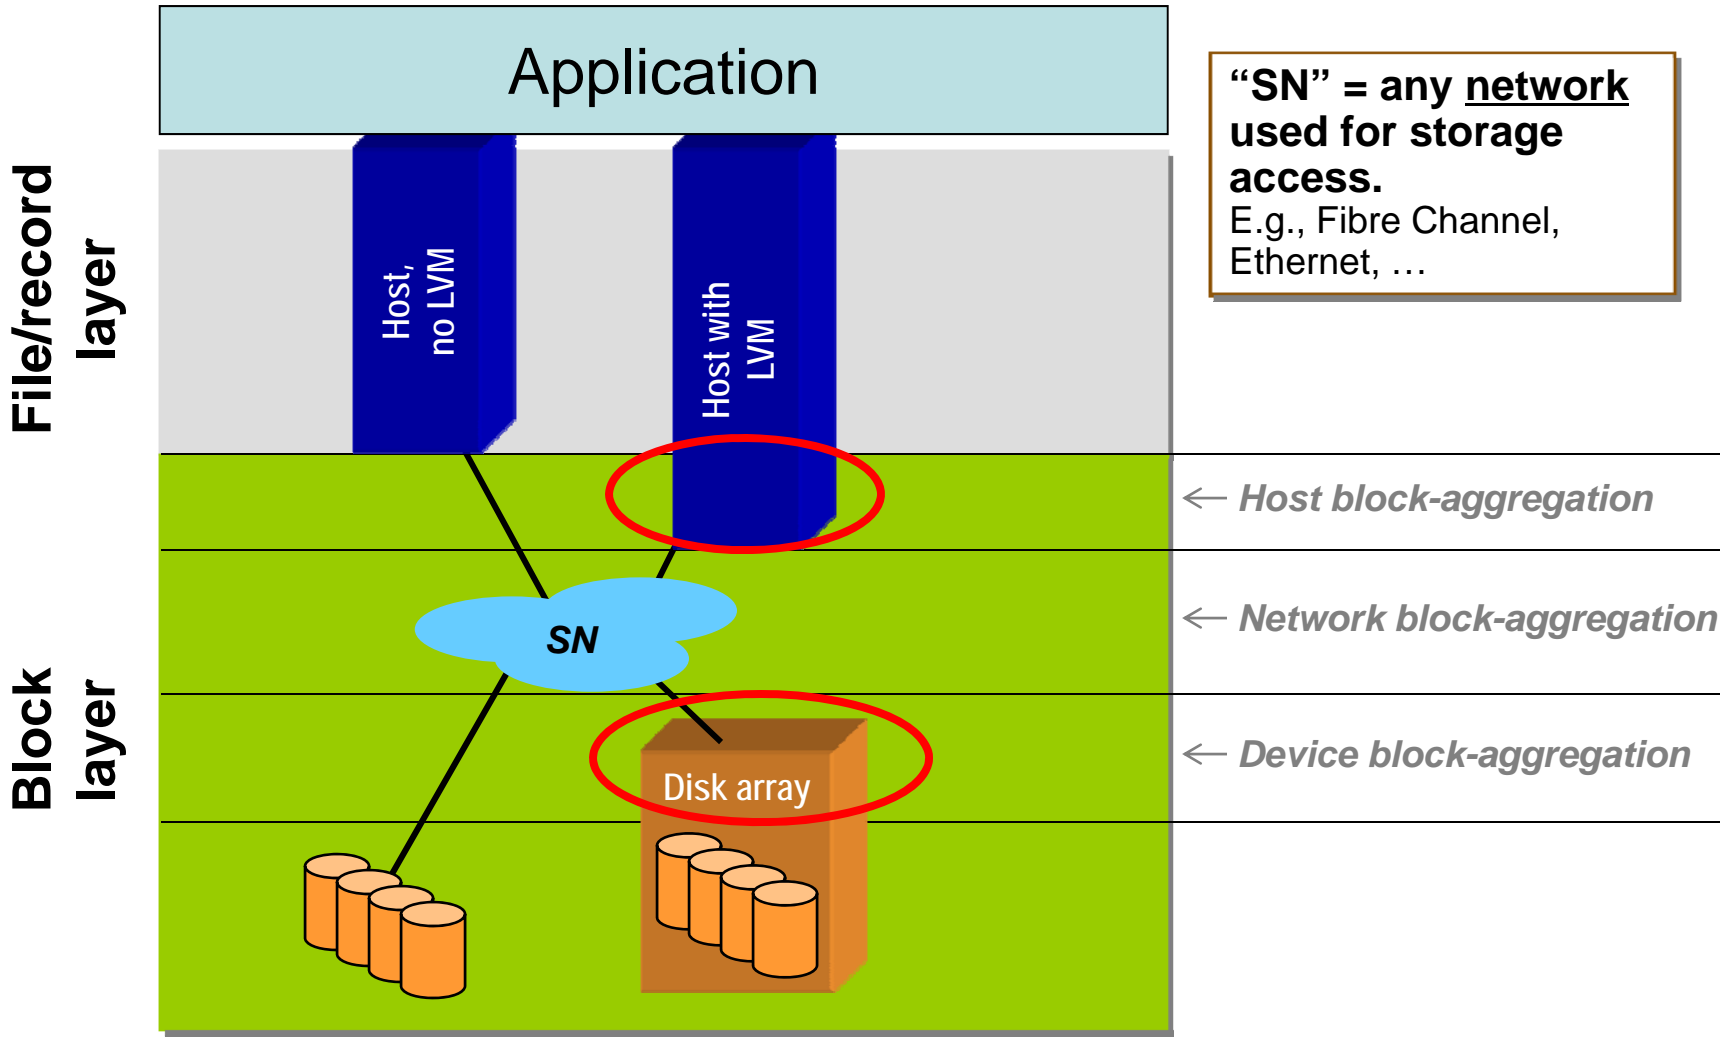 Application
“SN” = any network
used for storage
access.
E.g., Fibre Channel,
Ethernet, …
File/record
layer
Host,
no LVM
Host with
LVM
Host block-aggregation
Network block-aggregation
SN
Block
layer
Device block-aggregation
Disk array